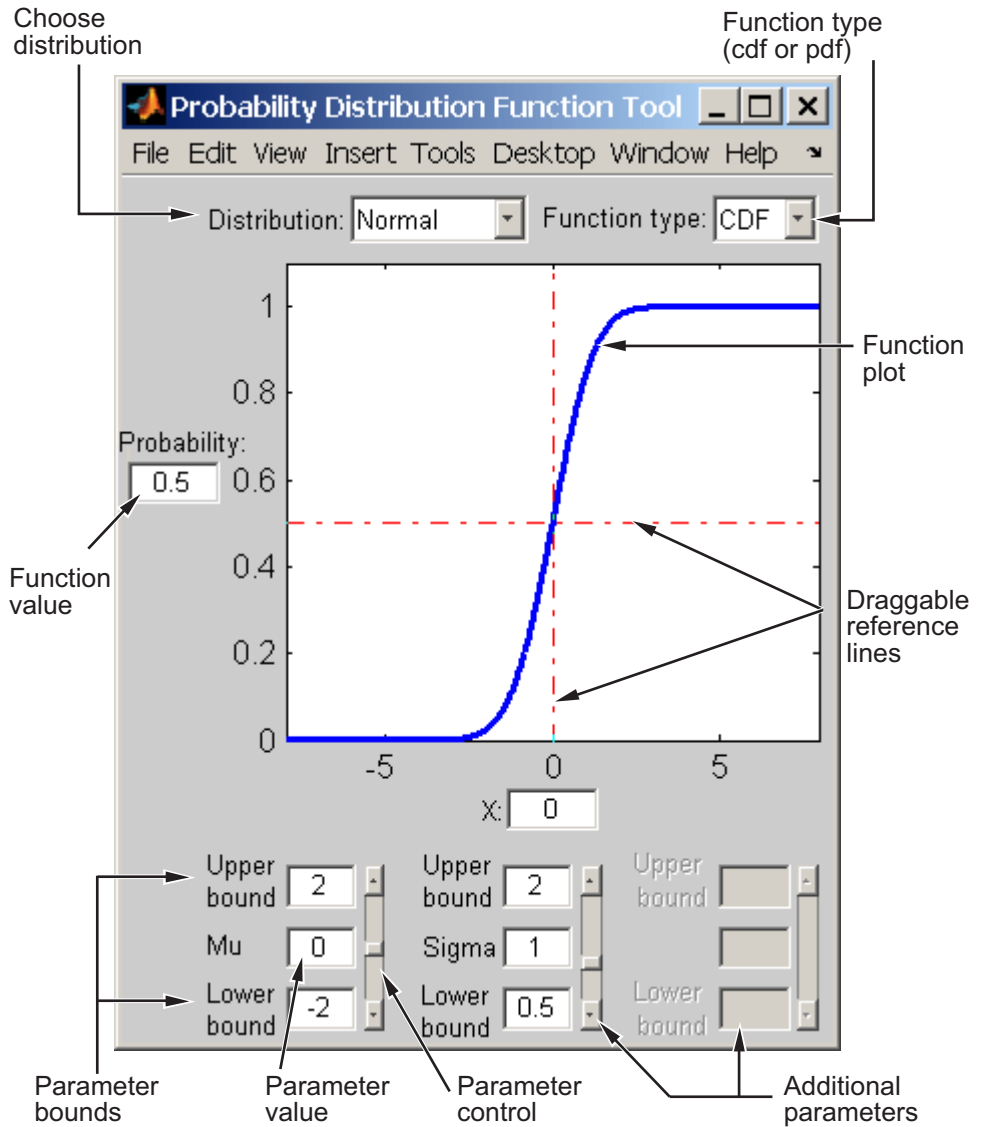 Choose
distribution
Function type
(cdf or pdf)
Probability Distribution Function Tool
File Edit View Insert Tools Desktop Window Help
Distribution: Normal Function type: CDF
1
0.8
Function
plot
Probability:
0.5
0.6
Function
value
0.4
Draggable
reference
lines
0.2
0
-5 0 5
X: 0
Upper
bound
2
Upper
bound
2
Upper
bound
Mu 0 Sigma 1
Lower
bound
-2
Lower
bound
0.5
Lower
bound
Parameter
bounds
Parameter
value
Parameter
control
Additional
parameters